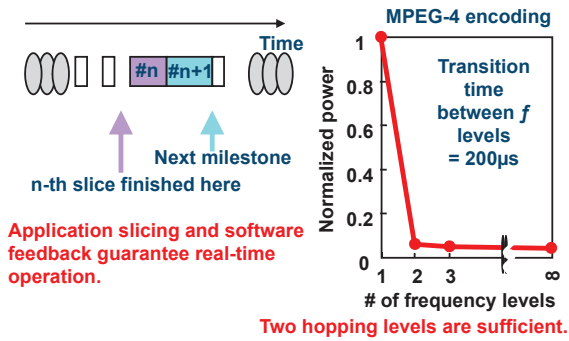 Time
#n #n+1
Next milestone
n-th slice finished here
Application slicing and software
feedback guarantee real-time
operation.
MPEG-4 encoding
Normalized power
1
0.8
0.6
0.4
0.2
0
Transition
time
between f
levels
= 200μs
1 2 3 ∞
# of frequency levels
Two hopping levels are sufficient.